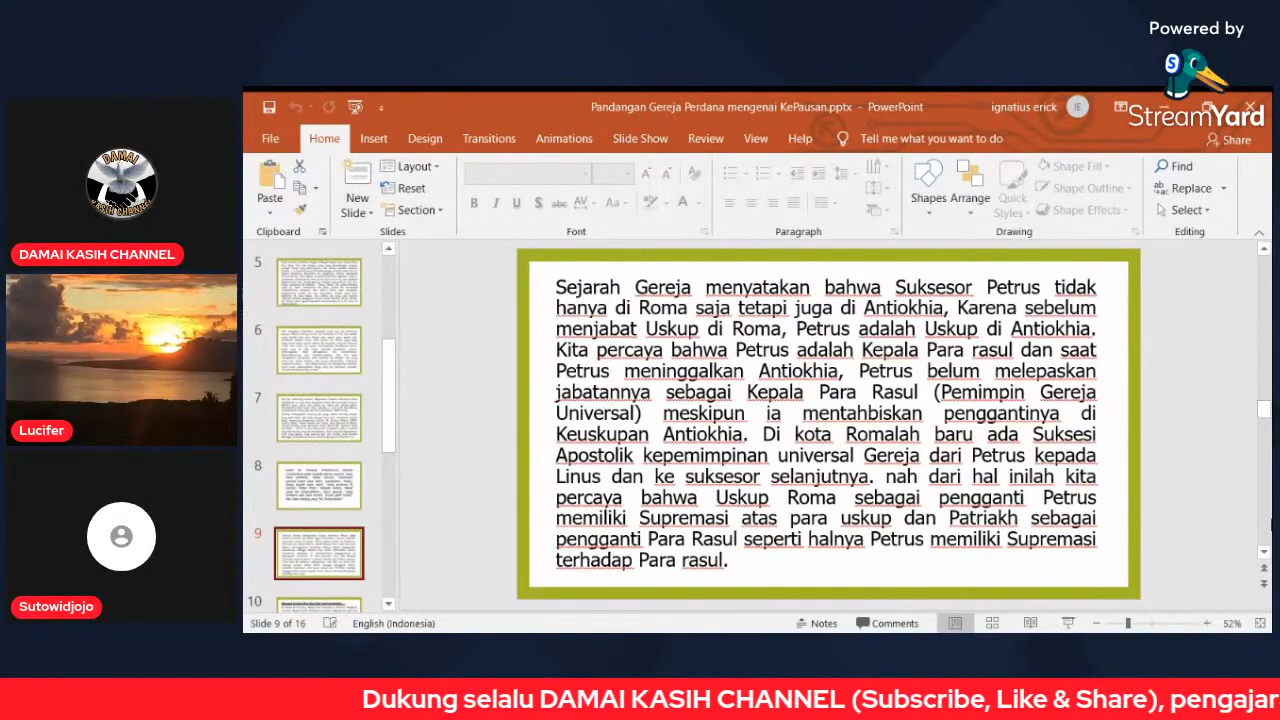 Powered by
StreamYard
Pandangan Gereja Perdana mengenai KePausan.pptx - PowerPoint
ignatius erick
IE
File
Home
Insert
Design
Transitions
Animations
Slide Show
Review
View
Help
Tell me what you want to do
Share
Paste
Clipboard
New
Slide
Layout
Reset
Section
Slides
Font
Paragraph
Shapes
Arrange
Quick
Styles
Shape Fill
Shape Outline
Shape Effects
Drawing
Find
Replace
Select
Editing
DAMAI
KASIH CHANNEL
DAMAI KASIH CHANNEL
Lucifer
Sutowidjojo
5
6
7
8
9
10
Sejarah Gereja menyatakan bahwa Suksesor Petrus tidak
hanya di Roma saja tetapi juga di Antiokhia, Karena sebelum
menjabat Uskup di Roma, Petrus adalah Uskup di Antiokhia.
Kita percaya bahwa Petrus adalah Kepala Para rasul dan saat
Petrus meninggalkan Antiokhia, Petrus belum melepaskan
jabatannya sebagai Kepala Para Rasul (Pemimpin Gereja
Universal) meskipun ia mentahbiskan penggantinya di
Keuskupan Antiokhia. Di kota Romalah baru ada Suksesi
Apostolik kepemimpinan universal Gereja dari Petrus kepada
Linus dan ke suksesor selanjutnya. nah dari hal inilah kita
percaya bahwa Uskup Roma sebagai pengganti Petrus
memiliki Supremasi atas para uskup dan Patriakh sebagai
pengganti Para Rasul seperti halnya Petrus memiliki Supremasi
terhadap Para rasul.
Slide 9 of 16
English (Indonesia)
Notes
Comments
52%
Dukung selalu DAMAI KASIH CHANNEL (Subscribe, Like & Share), pengajar